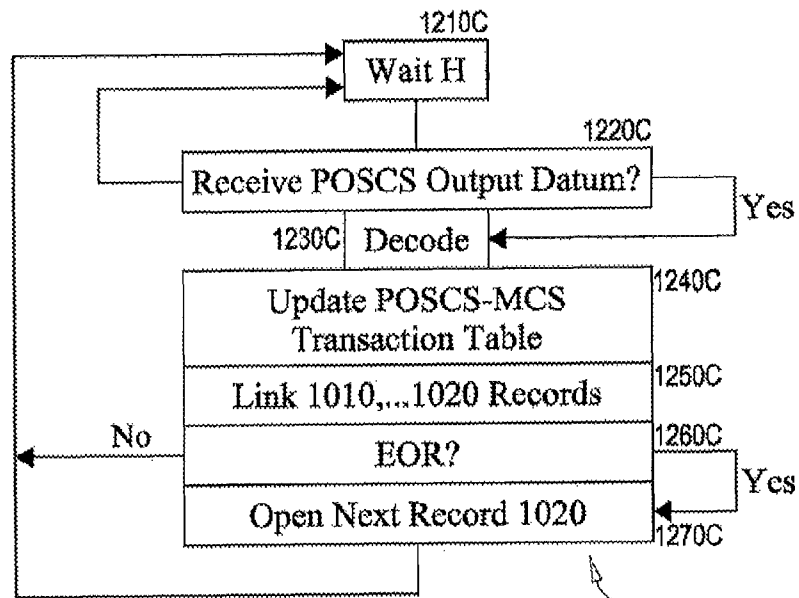 1210C
Wait H
1220C
Receive POSCS Output Datum?
Yes
1230C
Decode
1240C
Update POSCS-MCS
Transaction Table
1250C
Link 1010,...1020 Records
No
1260C
EOR?
Yes
Open Next Record 1020
1270C